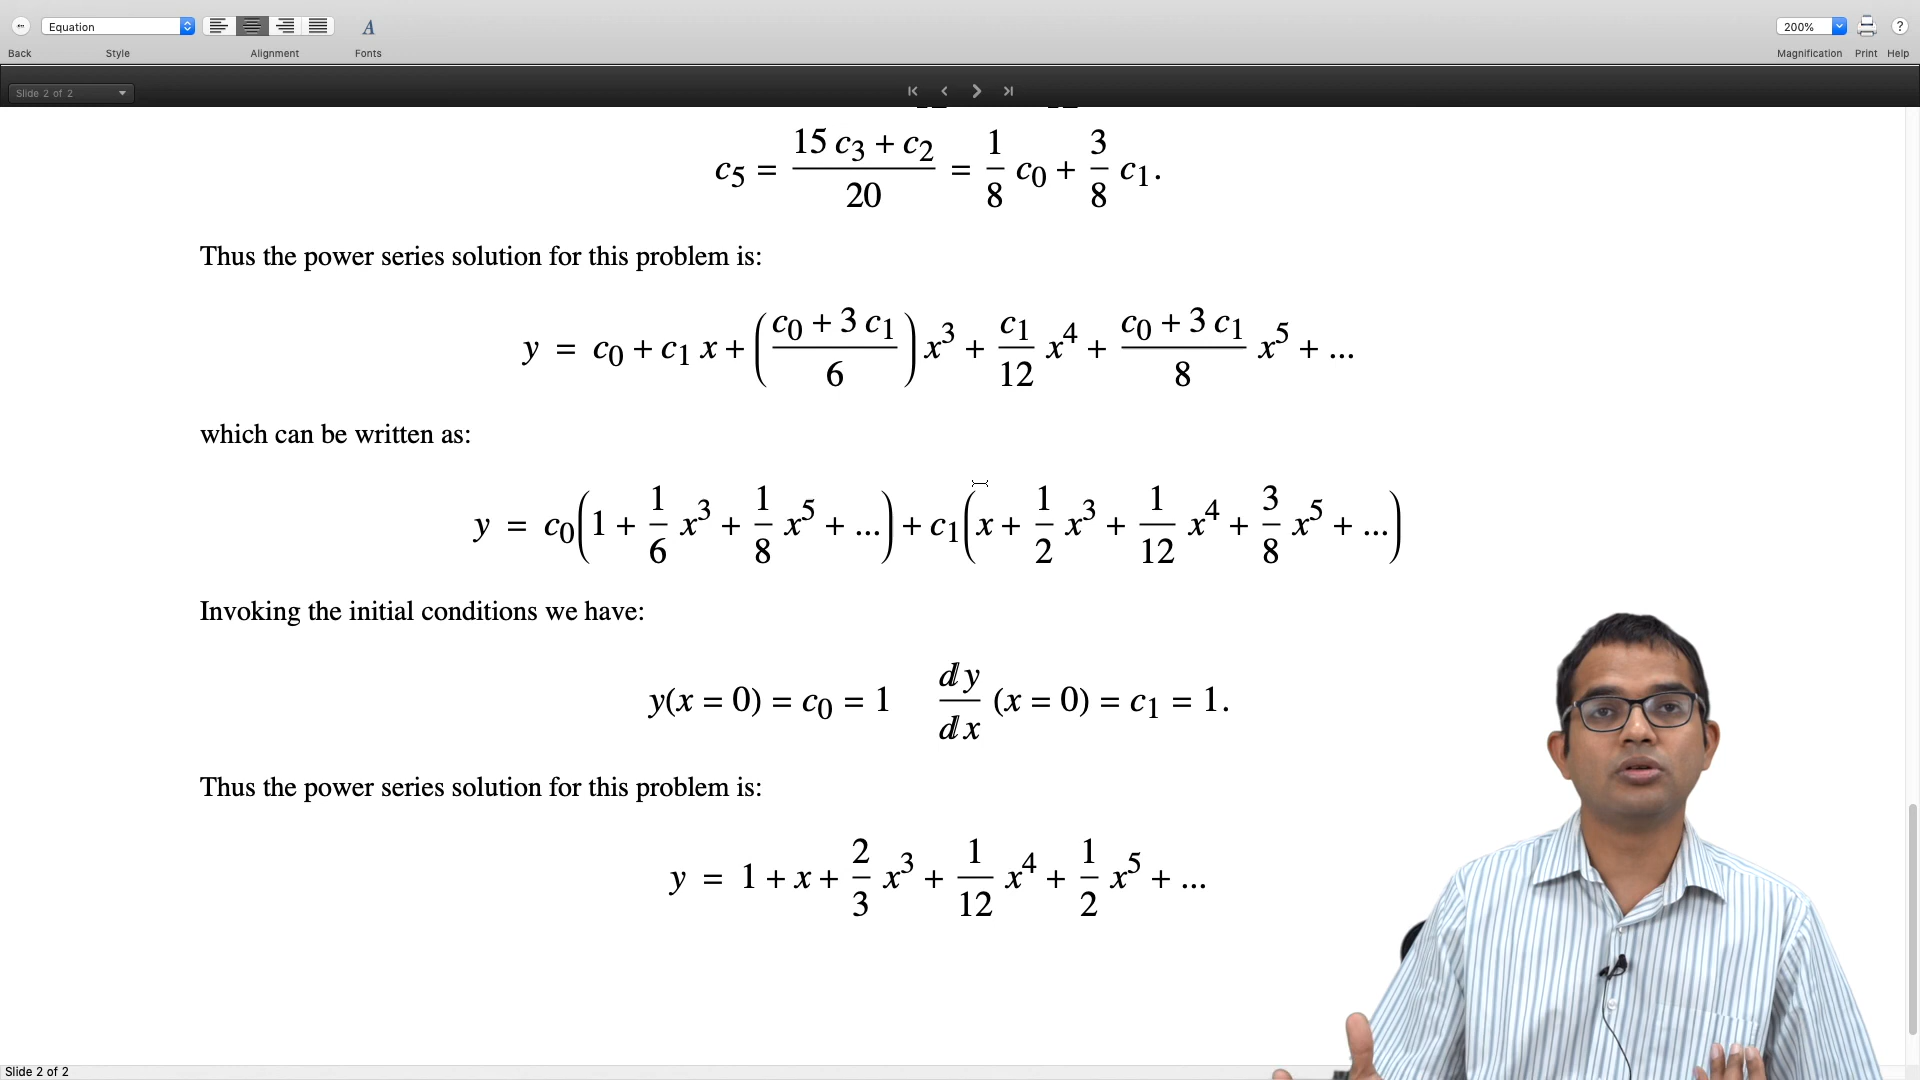 Equation
200%
Back Style Alignment Fonts Magnification Print Help
Slide 2 of 2
c5 = (15 c3 + c2)/20 = 1/8 c0 + 3/8 c1.
Thus the power series solution for this problem is:
y = c0 + c1 x + ((c0 + 3 c1)/6) x^3 + c1/12 x^4 + (c0 + 3 c1)/8 x^5 + ...
which can be written as:
y = c0(1 + 1/6 x^3 + 1/8 x^5 + ...) + c1(x + 1/2 x^3 + 1/12 x^4 + 3/8 x^5 + ...)
Invoking the initial conditions we have:
y(x = 0) = c0 = 1 dy/dx (x = 0) = c1 = 1.
Thus the power series solution for this problem is:
y = 1 + x + 2/3 x^3 + 1/12 x^4 + 1/2 x^5 + ...
Slide 2 of 2